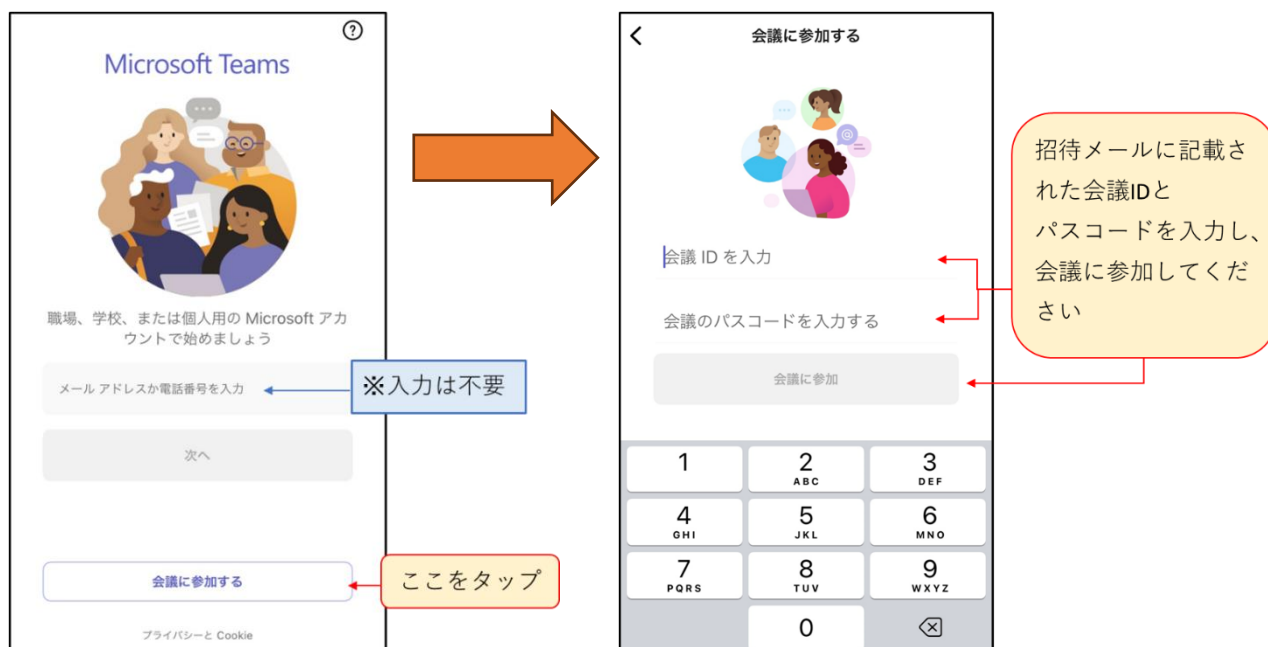 Microsoft Teams
職場、学校、または個人用の Microsoft アカ
ウントで始めましょう
メール アドレスか電話番号を入力
※入力は不要
次へ
会議に参加する
ここをタップ
プライバシーと Cookie
会議に参加する
会議 ID を入力
会議のパスコードを入力する
会議に参加
招待メールに記載さ
れた会議IDと
パスコードを入力し、
会議に参加してくだ
さい
1
2
ABC
3
DEF
4
GHI
5
JKL
6
MNO
7
PQRS
8
TUV
9
WXYZ
0